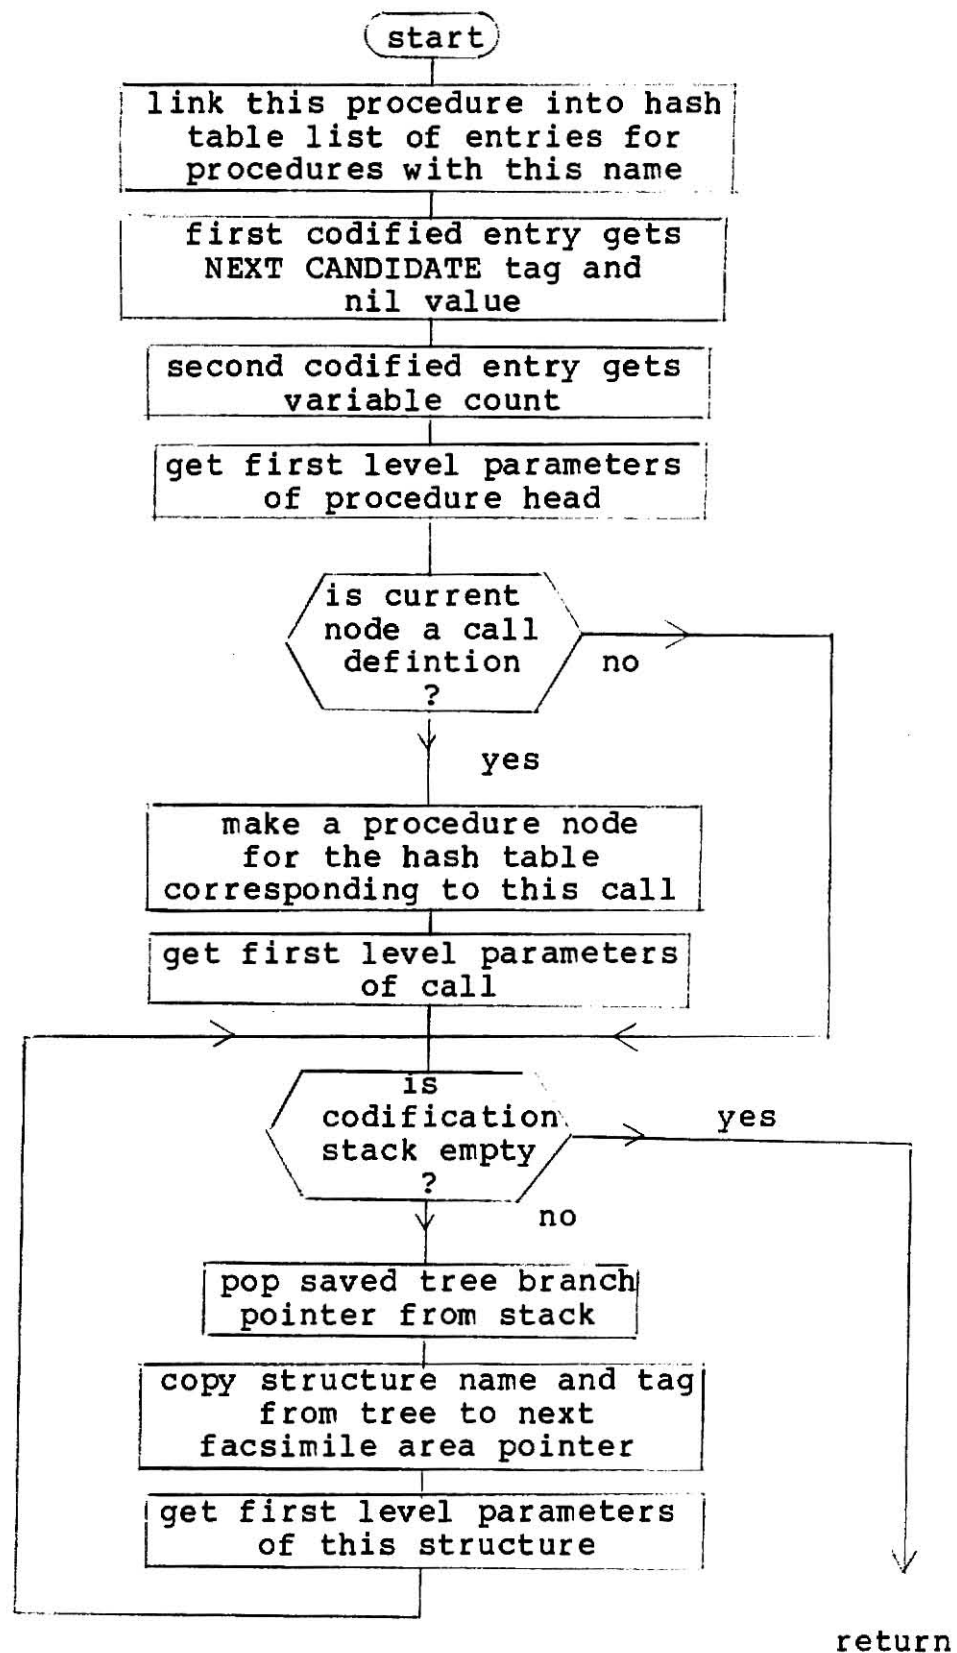 start
link this procedure into hash
table list of entries for
procedures with this name
first codified entry gets
NEXT CANDIDATE tag and
nil value
second codified entry gets
variable count
get first level parameters
of procedure head
is current
node a call
defintion
?
no
yes
make a procedure node
for the hash table
corresponding to this call
get first level parameters
of call
is
codification
stack empty
?
yes
no
pop saved tree branch
pointer from stack
copy structure name and tag
from tree to next
facsimile area pointer
get first level parameters
of this structure
return